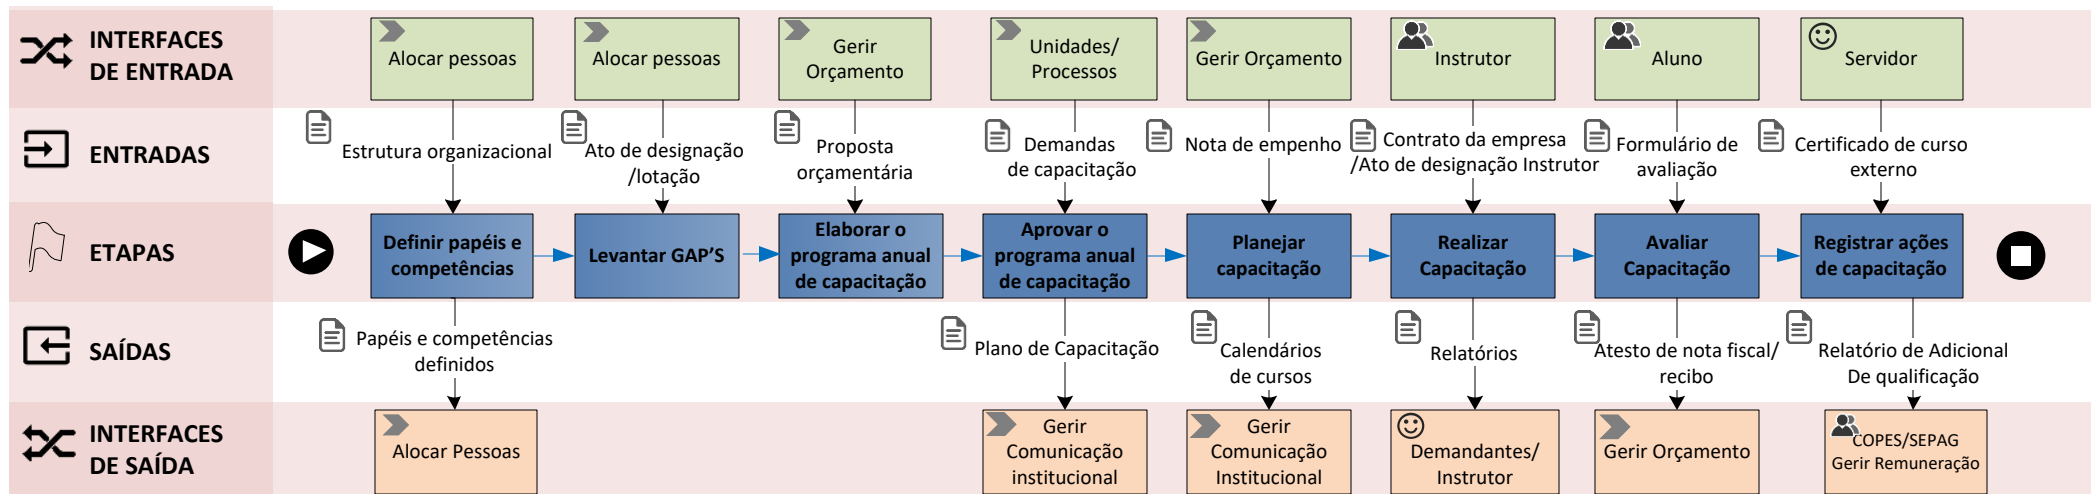 INTERFACES
DE ENTRADA
Alocar pessoas
Alocar pessoas
Gerir
Orçamento
Unidades/
Processos
Gerir Orçamento
Instrutor
Aluno
Servidor
ENTRADAS
Estrutura organizacional
Ato de designação
/lotação
Proposta
orçamentária
Demandas
de capacitação
Nota de empenho
Contrato da empresa
/Ato de designação Instrutor
Formulário de
avaliação
Certificado de curso
externo
ETAPAS
Definir papéis e
competências
Levantar GAP'S
Elaborar o
programa anual
de capacitação
Aprovar o
programa anual
de capacitação
Planejar
capacitação
Realizar
Capacitação
Avaliar
Capacitação
Registrar ações
de capacitação
SAÍDAS
Papéis e competências
definidos
Plano de Capacitação
Calendários
de cursos
Relatórios
Atesto de nota fiscal/
recibo
Relatório de Adicional
De qualificação
INTERFACES
DE SAÍDA
Alocar Pessoas
Gerir
Comunicação
institucional
Gerir
Comunicação
Institucional
Demandantes/
Instrutor
Gerir Orçamento
COPES/SEPAG
Gerir Remuneração